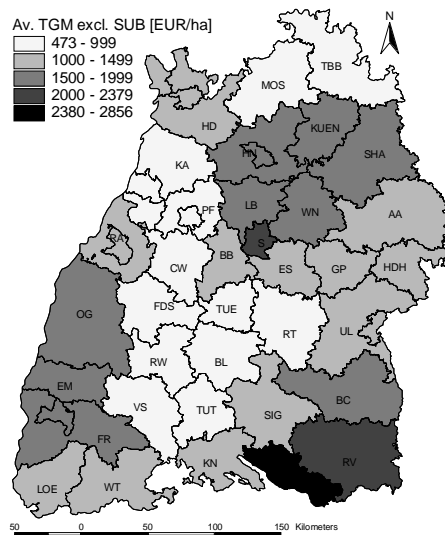 Av. TGM excl. SUB [EUR/ha]
473 - 999
1000 - 1499
1500 - 1999
2000 - 2379
2380 - 2856
N
TBB
MOS
HD
KUEN
HN
SHA
KA
PF
LB
WN
AA
RA
S
CW
BB
ES
GP
HDH
OG
FDS
TUE
RT
UL
RW
BL
EM
BC
VS
TUT
SIG
FR
RV
KN
LOE
WT
50 0 50 100 150 Kilometers